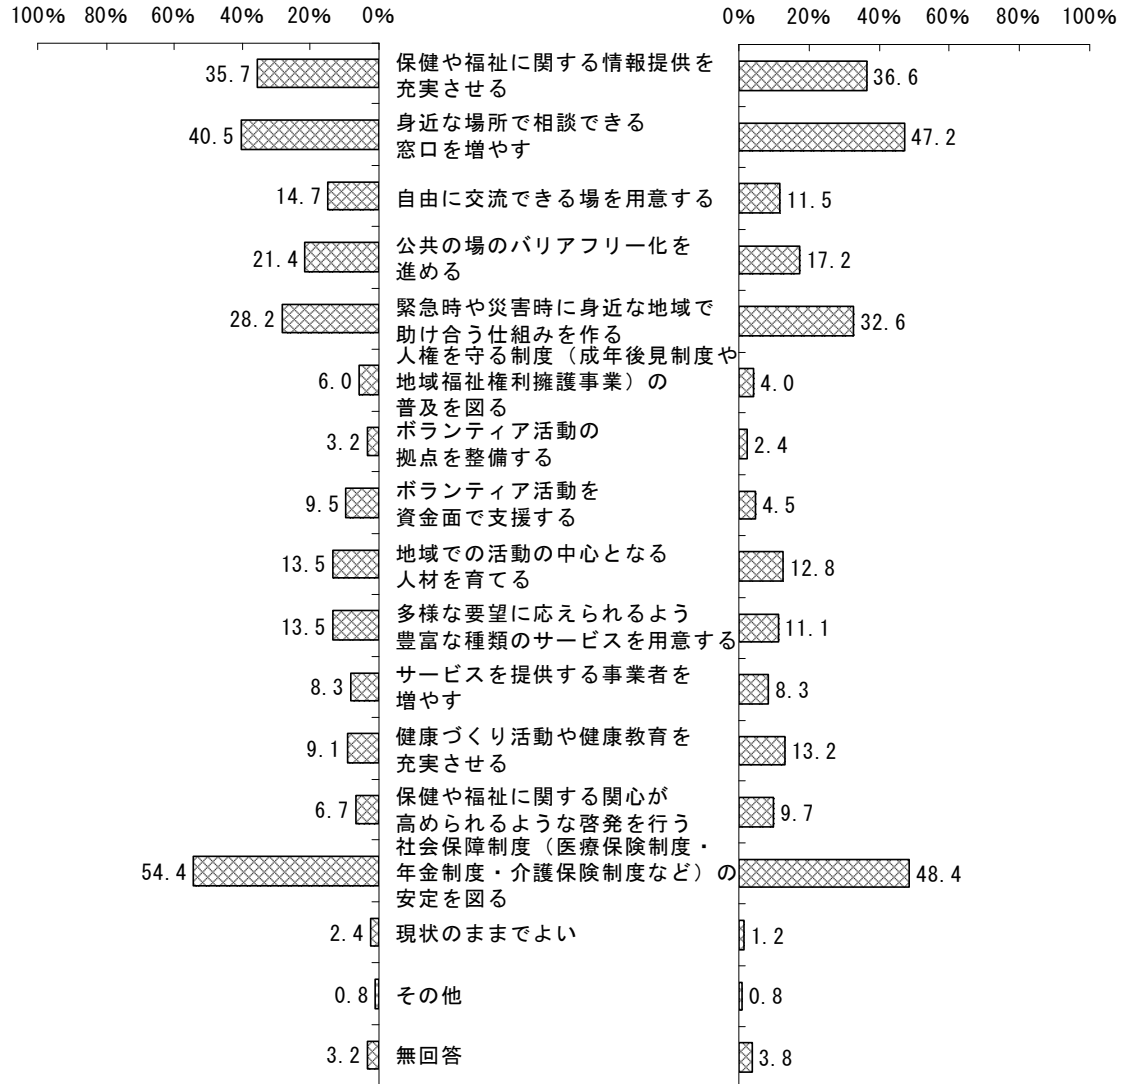 100% 80% 60% 40% 20% 0%
0% 20% 40% 60% 80% 100%
35.7 保健や福祉に関する情報提供を 36.6
充実させる
40.5 身近な場所で相談できる 47.2
窓口を増やす
14.7 自由に交流できる場を用意する 11.5
21.4 公共の場のバリアフリー化を 17.2
進める
28.2 緊急時や災害時に身近な地域で 32.6
助け合う仕組みを作る
人権を守る制度（成年後見制度や
6.0 地域福祉権利擁護事業）の 4.0
普及を図る
3.2 ボランティア活動の 2.4
拠点を整備する
9.5 ボランティア活動を 4.5
資金面で支援する
13.5 地域での活動の中心となる 12.8
人材を育てる
13.5 多様な要望に応えられるよう 11.1
豊富な種類のサービスを用意する
8.3 サービスを提供する事業者を 8.3
増やす
9.1 健康づくり活動や健康教育を 13.2
充実させる
6.7 保健や福祉に関する関心が 9.7
高められるような啓発を行う
社会保障制度（医療保険制度・
54.4 年金制度・介護保険制度など）の 48.4
安定を図る
2.4 現状のままでよい 1.2
0.8 その他 0.8
3.2 無回答 3.8